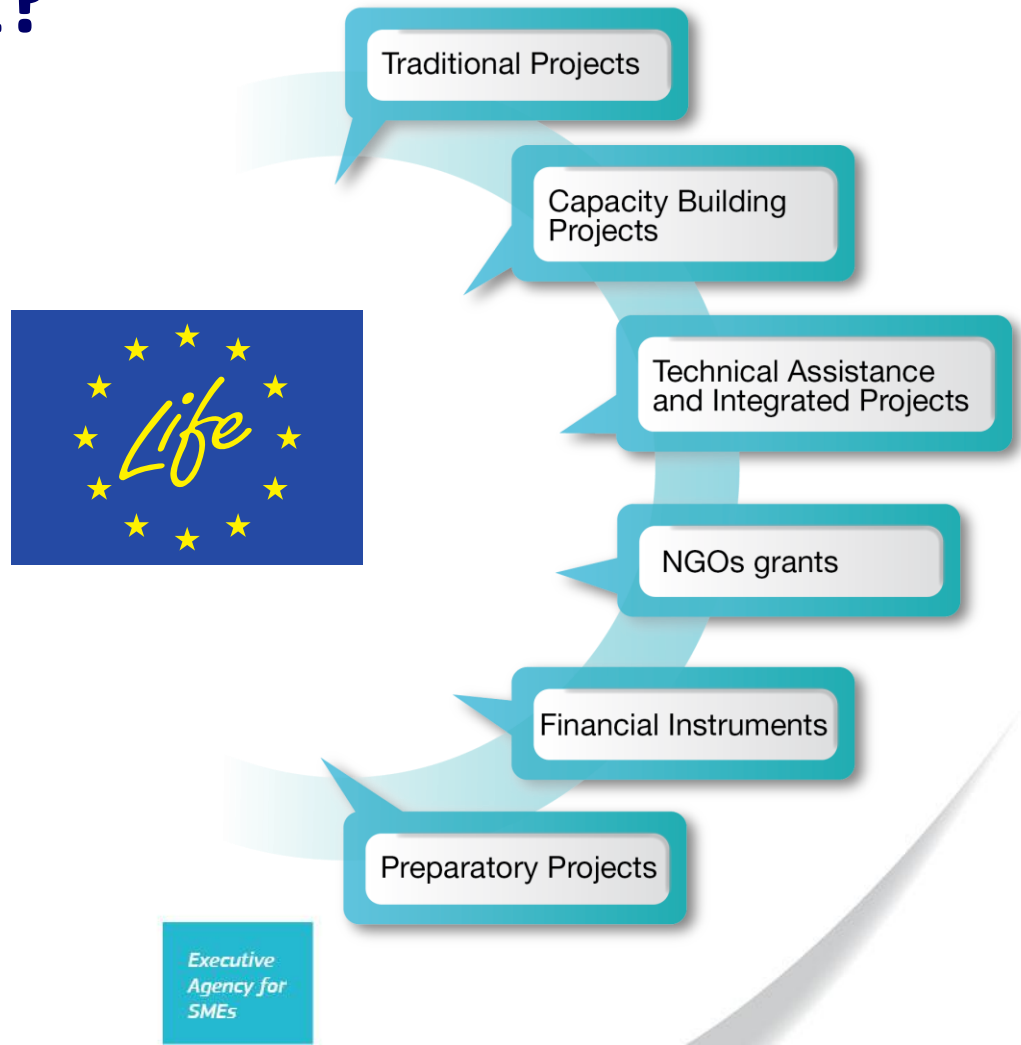 ?
Traditional Projects
Capacity Building
Projects
Technical Assistance
and Integrated Projects
Life
NGOs grants
Financial Instruments
Preparatory Projects
Executive
Agency for
SMEs